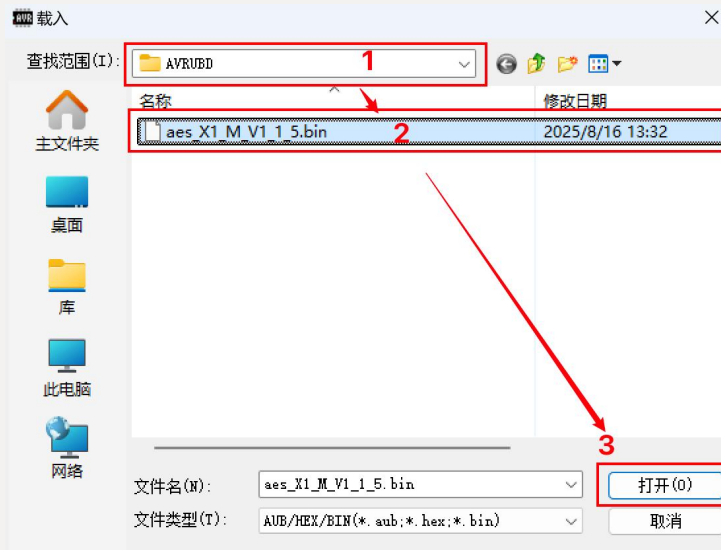 AVR 载入
查找范围(I): AVRUBD 1
名称 修改日期
aes_X1_M_V1_1_5.bin 2 2025/8/16 13:32
主文件夹
桌面
库
此电脑
网络
3
文件名(N): aes_X1_M_V1_1_5.bin 打开(O)
文件类型(T): AUB/HEX/BIN(*.aub;*.hex;*.bin) 取消